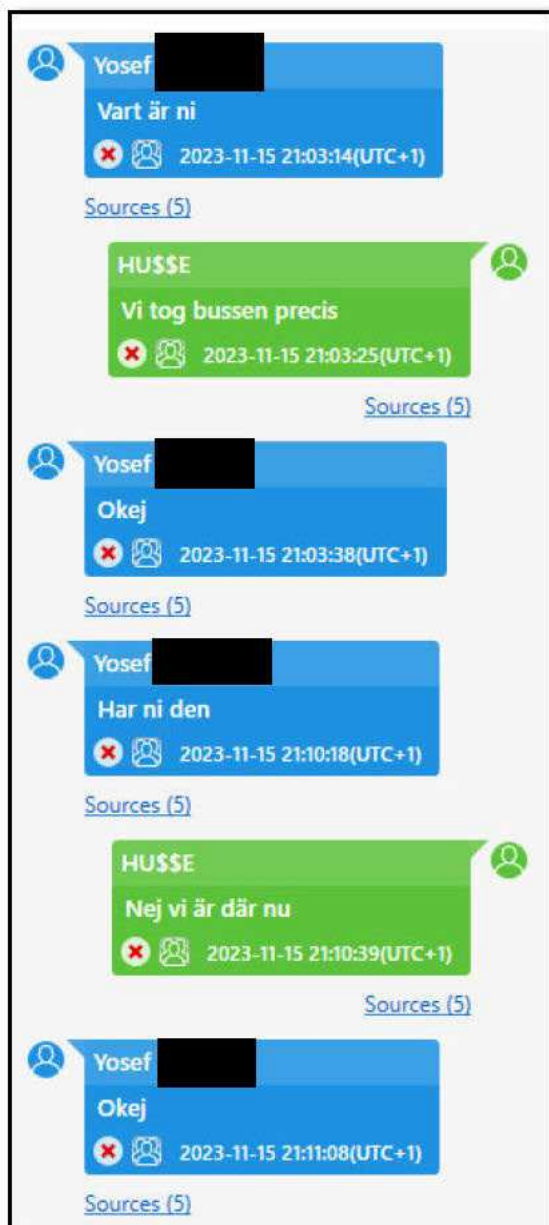 Yosef
Vart är ni
2023-11-15 21:03:14(UTC+1)
Sources (5)
HU$$E
Vi tog bussen precis
2023-11-15 21:03:25(UTC+1)
Sources (5)
Yosef
Okej
2023-11-15 21:03:38(UTC+1)
Sources (5)
Yosef
Har ni den
2023-11-15 21:10:18(UTC+1)
Sources (5)
HU$$E
Nej vi är där nu
2023-11-15 21:10:39(UTC+1)
Sources (5)
Yosef
Okej
2023-11-15 21:11:08(UTC+1)
Sources (5)